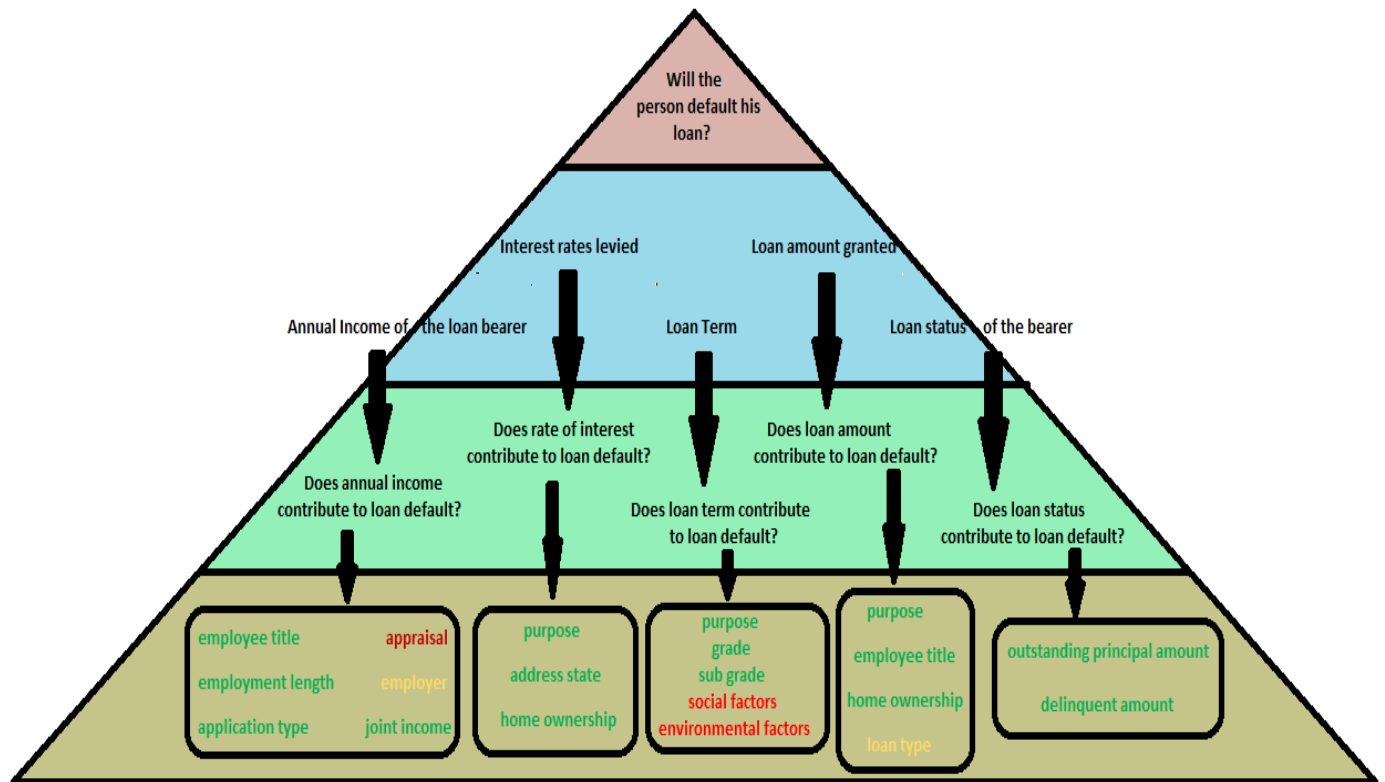 Will the
person default his
loan?
Interest rates levied
Loan amount granted
Annual Income of the loan bearer
Loan Term
Loan status of the bearer
Does rate of interest
contribute to loan default?
Does loan amount
contribute to loan default?
Does annual income
contribute to loan default?
Does loan term contribute
to loan default?
Does loan status
contribute to loan default?
employee title
appraisal
employment length
employer
application type
joint income
purpose
address state
home ownership
purpose
grade
sub grade
social factors
environmental factors
purpose
employee title
home ownership
loan type
outstanding principal amount
delinquent amount